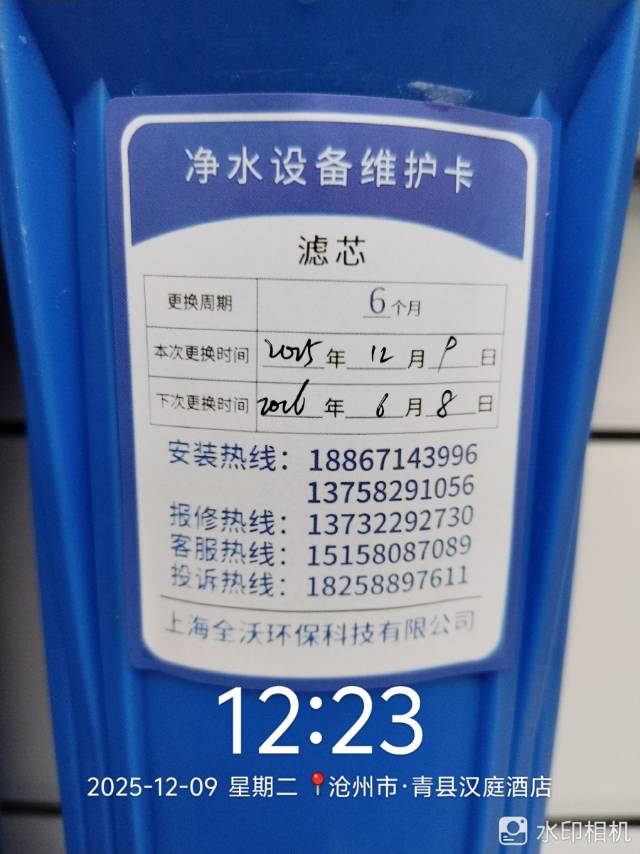 净水设备维护卡
滤芯
更换周期 6个月
本次更换时间 2025年12月9日
下次更换时间 2026年6月8日
安装热线：18867143996
13758291056
报修热线：13732292730
客服热线：15158087089
投诉热线：18258897611
上海全沃环保科技有限公司
12:23
2025-12-09 星期二 沧州市·青县汉庭酒店
水印相机